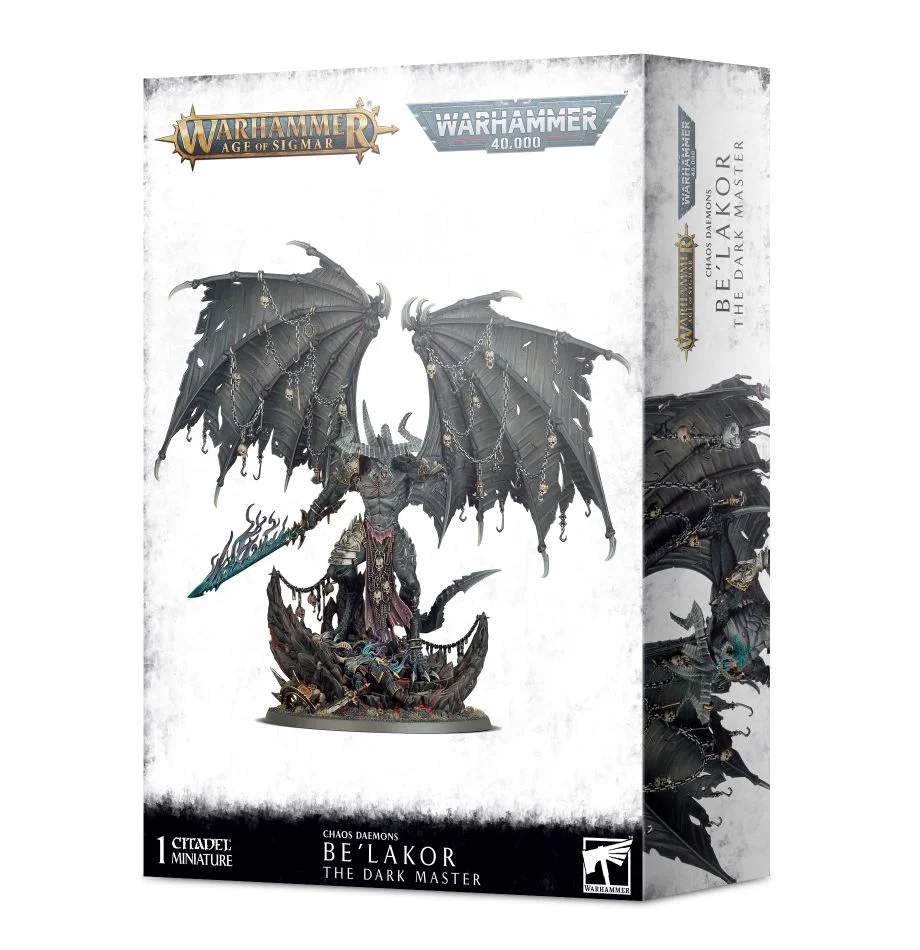 WARHAMMER
AGE OF SIGMAR
®
WARHAMMER
40,000
1 CITADEL
MINIATURE
CHAOS DAEMONS
BE'LAKOR
THE DARK MASTER
WARHAMMER
WARHAMMER
40,000
WARHAMMER
AGE OF SIGMAR
CHAOS DAEMONS
BE'LAKOR
THE DARK MASTER